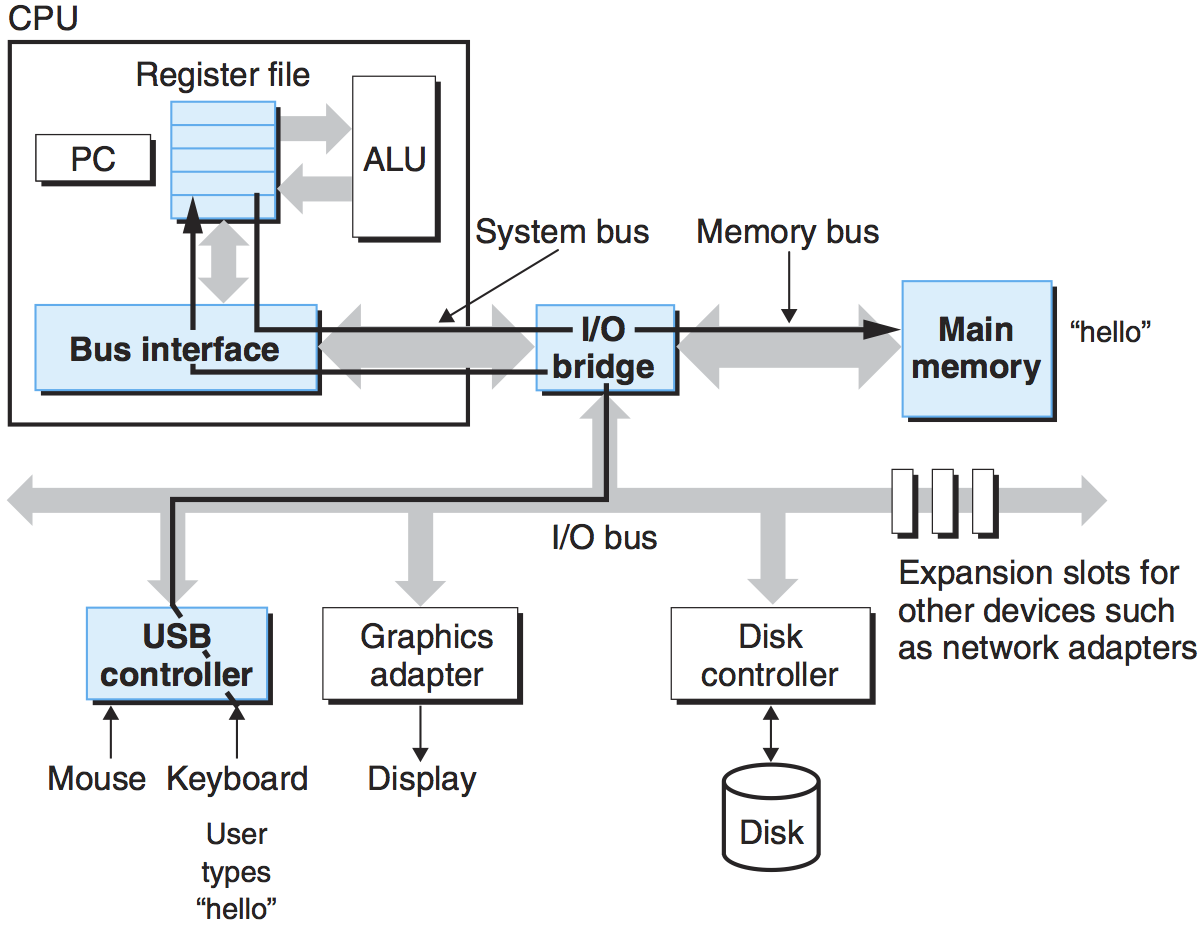 CPU
Register file
PC
ALU
System bus
Memory bus
Bus interface
I/O
bridge
Main
memory
“hello”
I/O bus
Expansion slots for
other devices such
as network adapters
USB
controller
Graphics
adapter
Disk
controller
Mouse
Keyboard
Display
Disk
User
types
“hello”